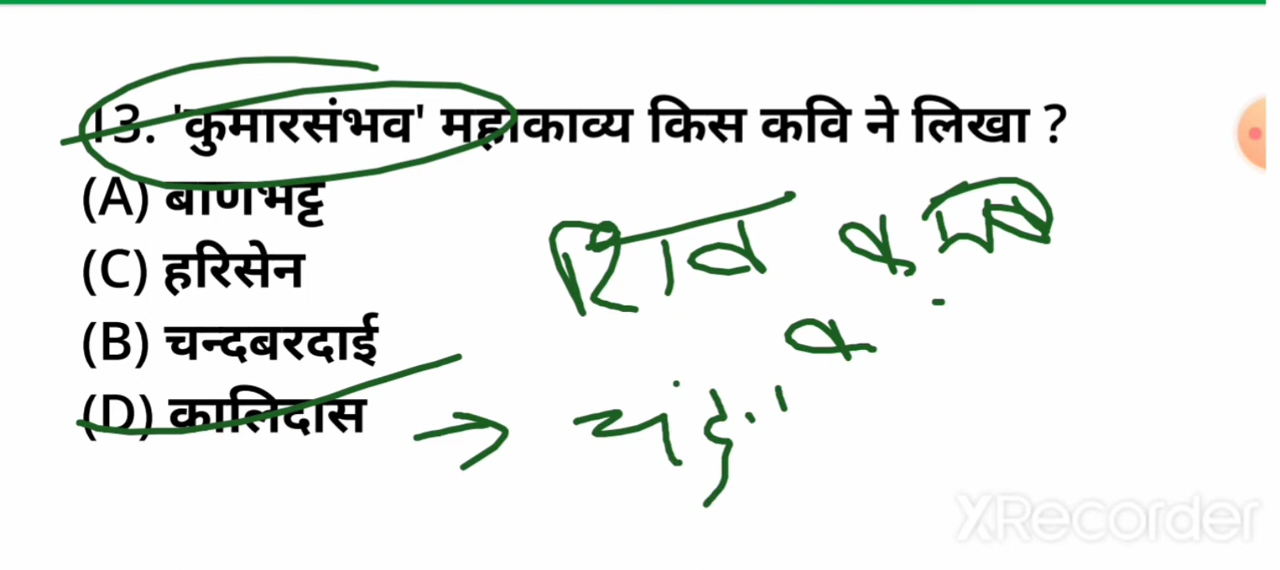 13. 'कुमारसंभव' महाकाव्य किस कवि ने लिखा ?
(A) बाणभट्ट
(C) हरिसेन
(B) चन्दबरदाई
(D) कालिदास
XRecorder